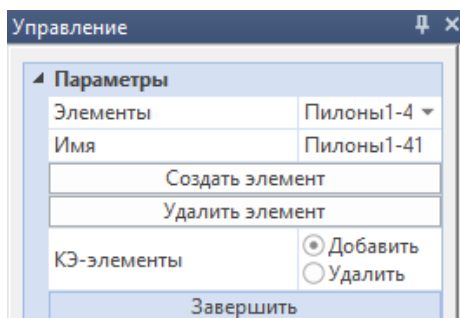 Управление
Параметры
Элементы Пилоны1-4
Имя Пилоны1-41
Создать элемент
Удалить элемент
КЭ-элементы Добавить
Удалить
Завершить